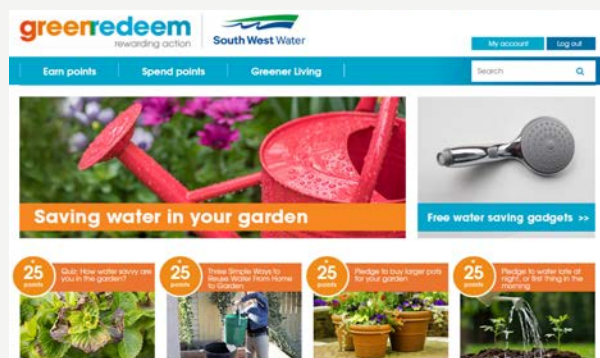 greenredeem
rewarding action
South West Water
My account
Log out
Earn points
Spend points
Greener Living
Search
Saving water in your garden
Free water saving gadgets >>
25
points
Quiz: How water savvy are
you in the garden?
25
points
Three Simple Ways to
Reuse Water From Home
to Garden
25
points
Pledge to buy larger pots
for your garden
25
points
Pledge to water late at
night, or first thing in the
morning